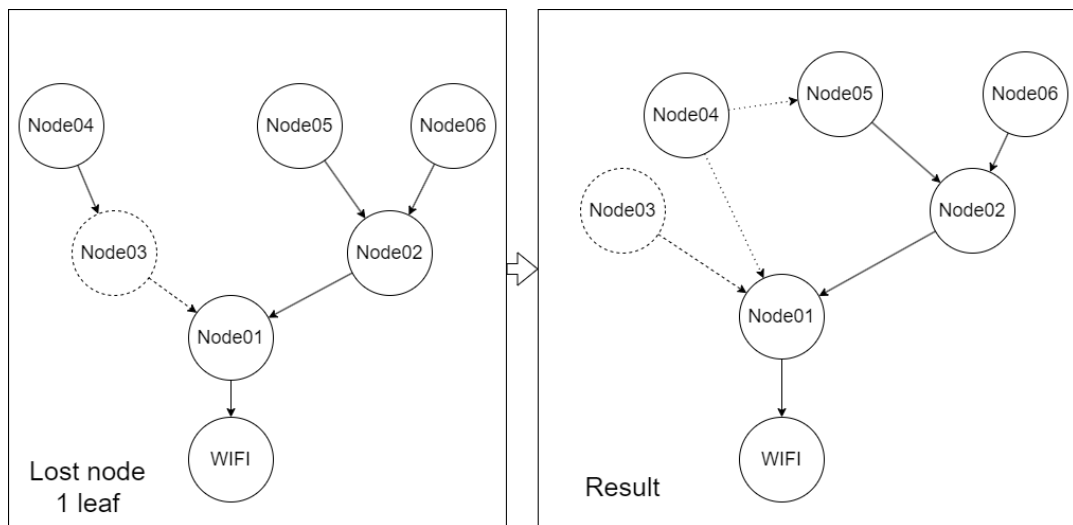 Node04
Node05
Node06
Node03
Node02
Node01
WIFI
Lost node
1 leaf
Node04
Node05
Node06
Node03
Node02
Node01
WIFI
Result